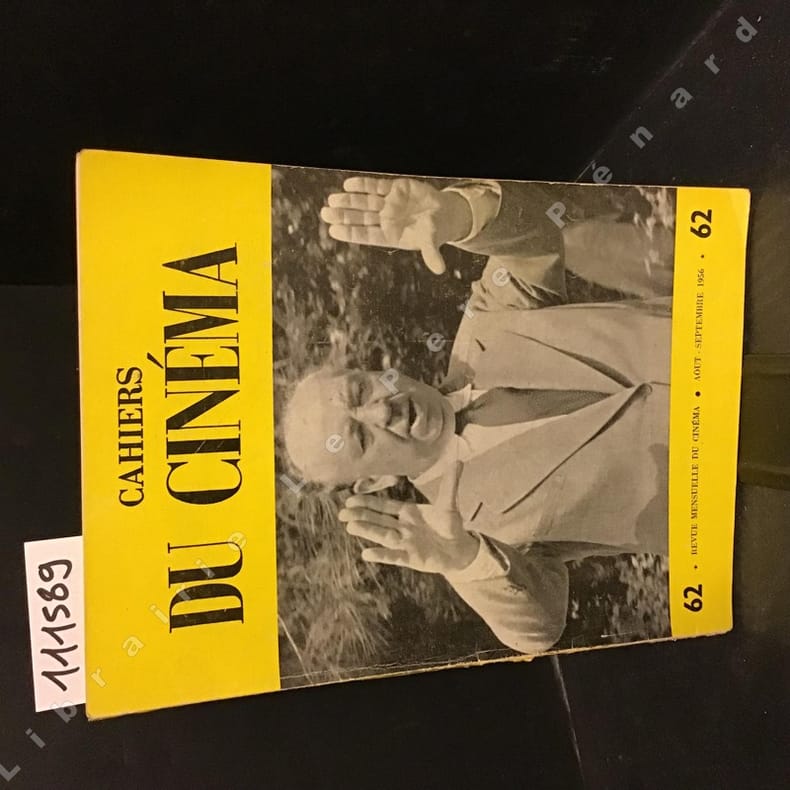 CAHIERS
DU CINÉMA
62 • REVUE MENSUELLE DU CINÉMA • AOUT - SEPTEMBRE 1956 • 62
111589
Librairie Le Père Pénard